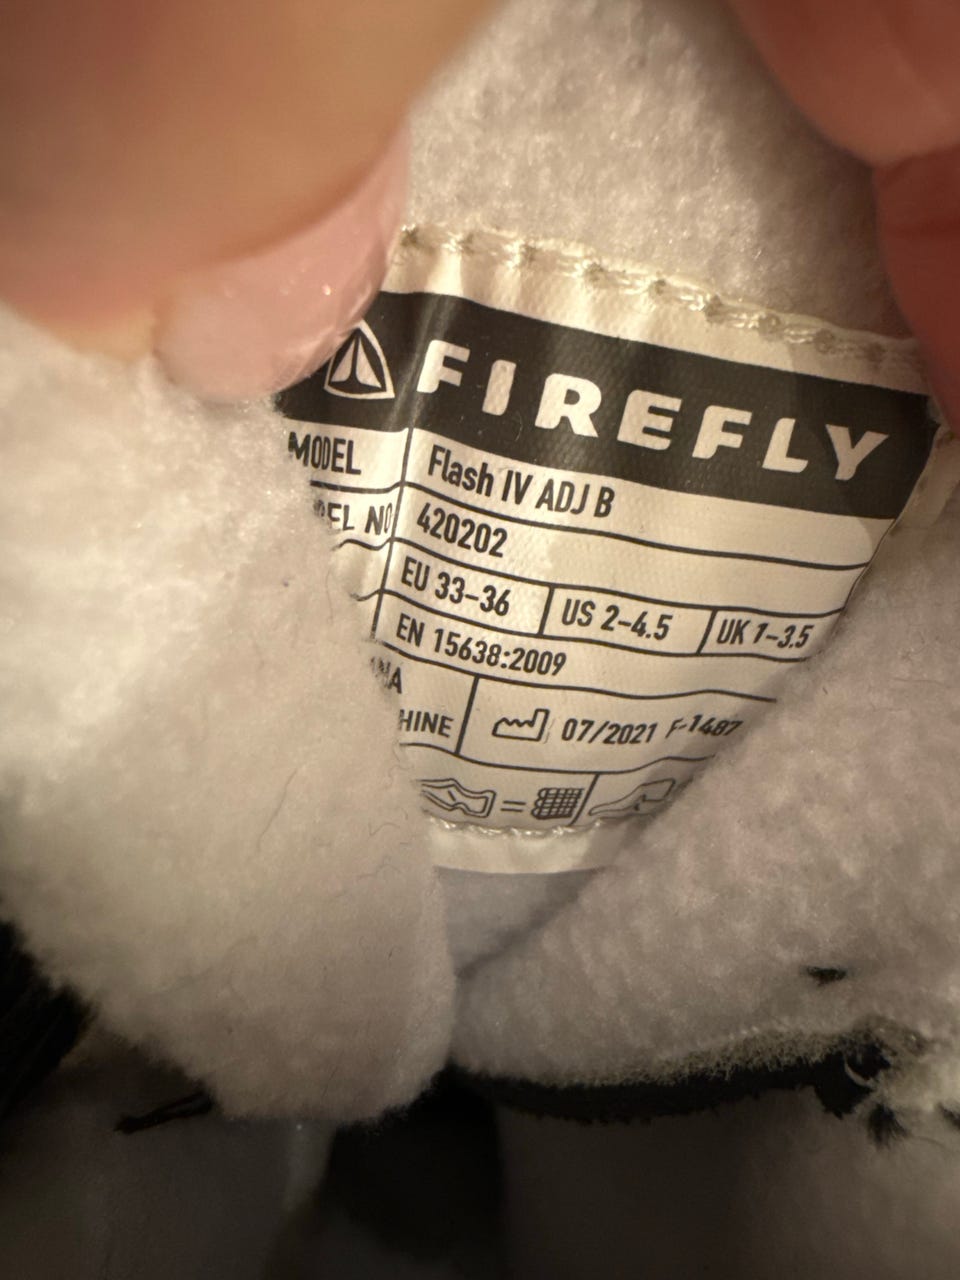 FIREFLY
MODEL Flash IV ADJ B
420202
EU 33-36 US 2-4.5 UK 1-3.5
EN 15638:2009
07/2021 F-1487
=